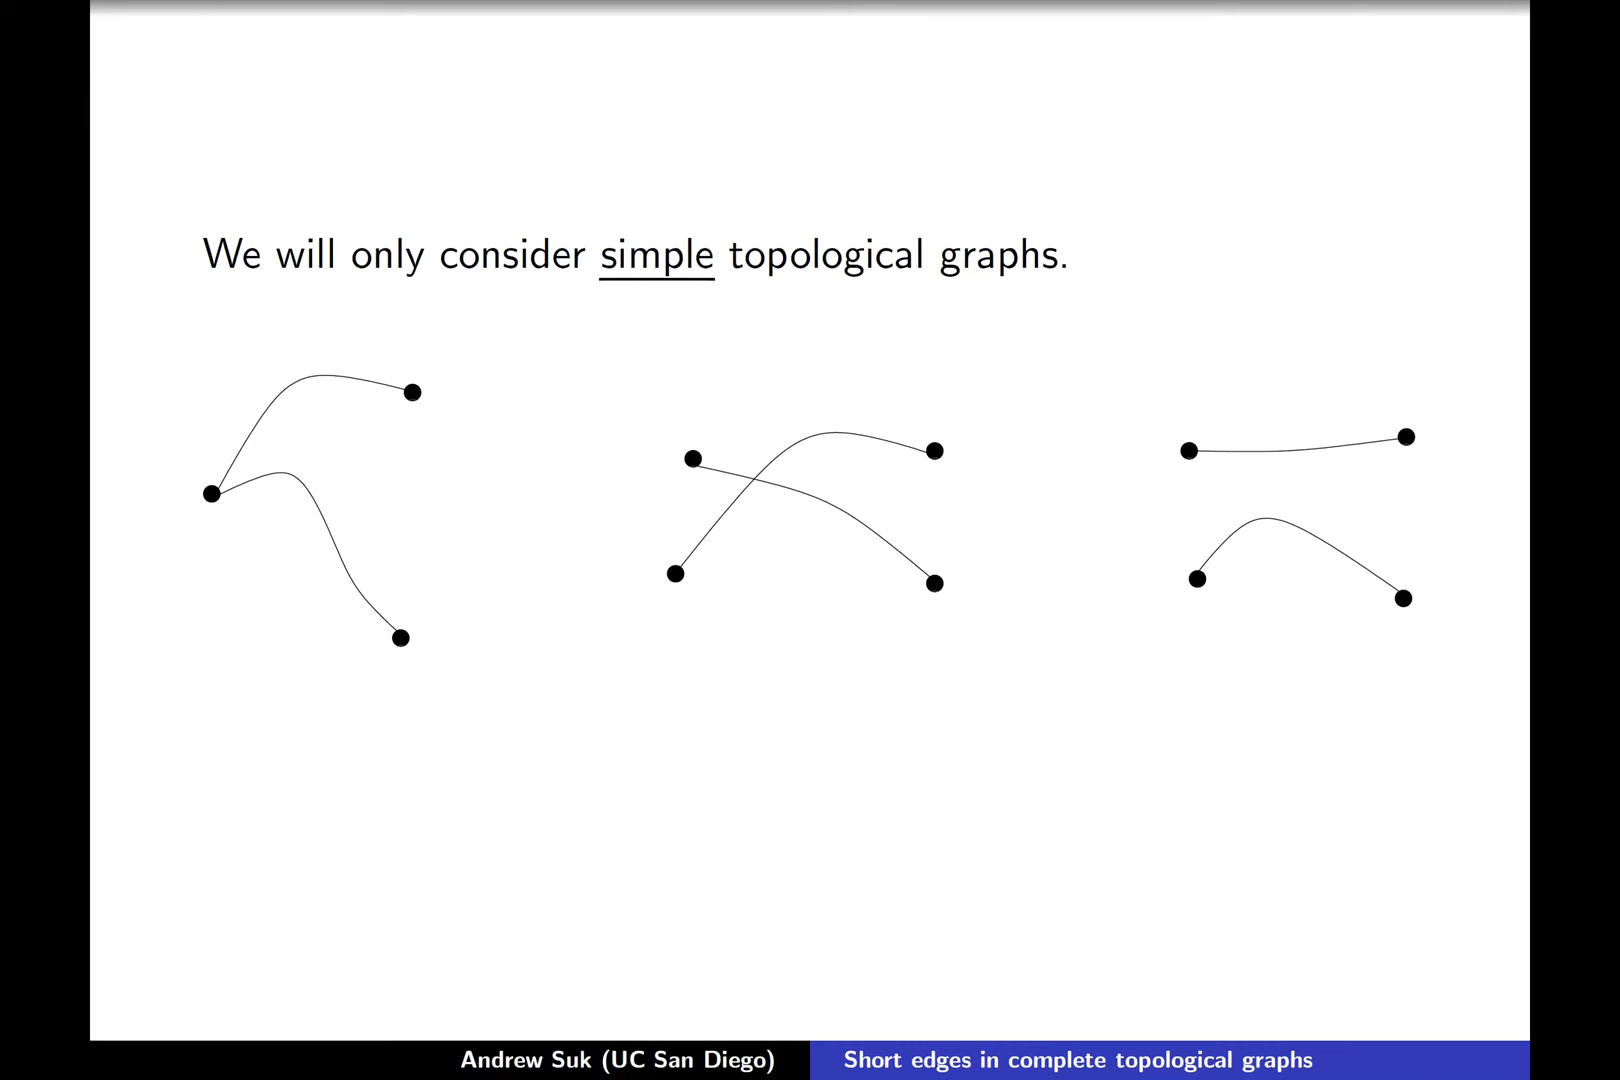 We will only consider simple topological graphs.
Andrew Suk (UC San Diego)
Short edges in complete topological graphs